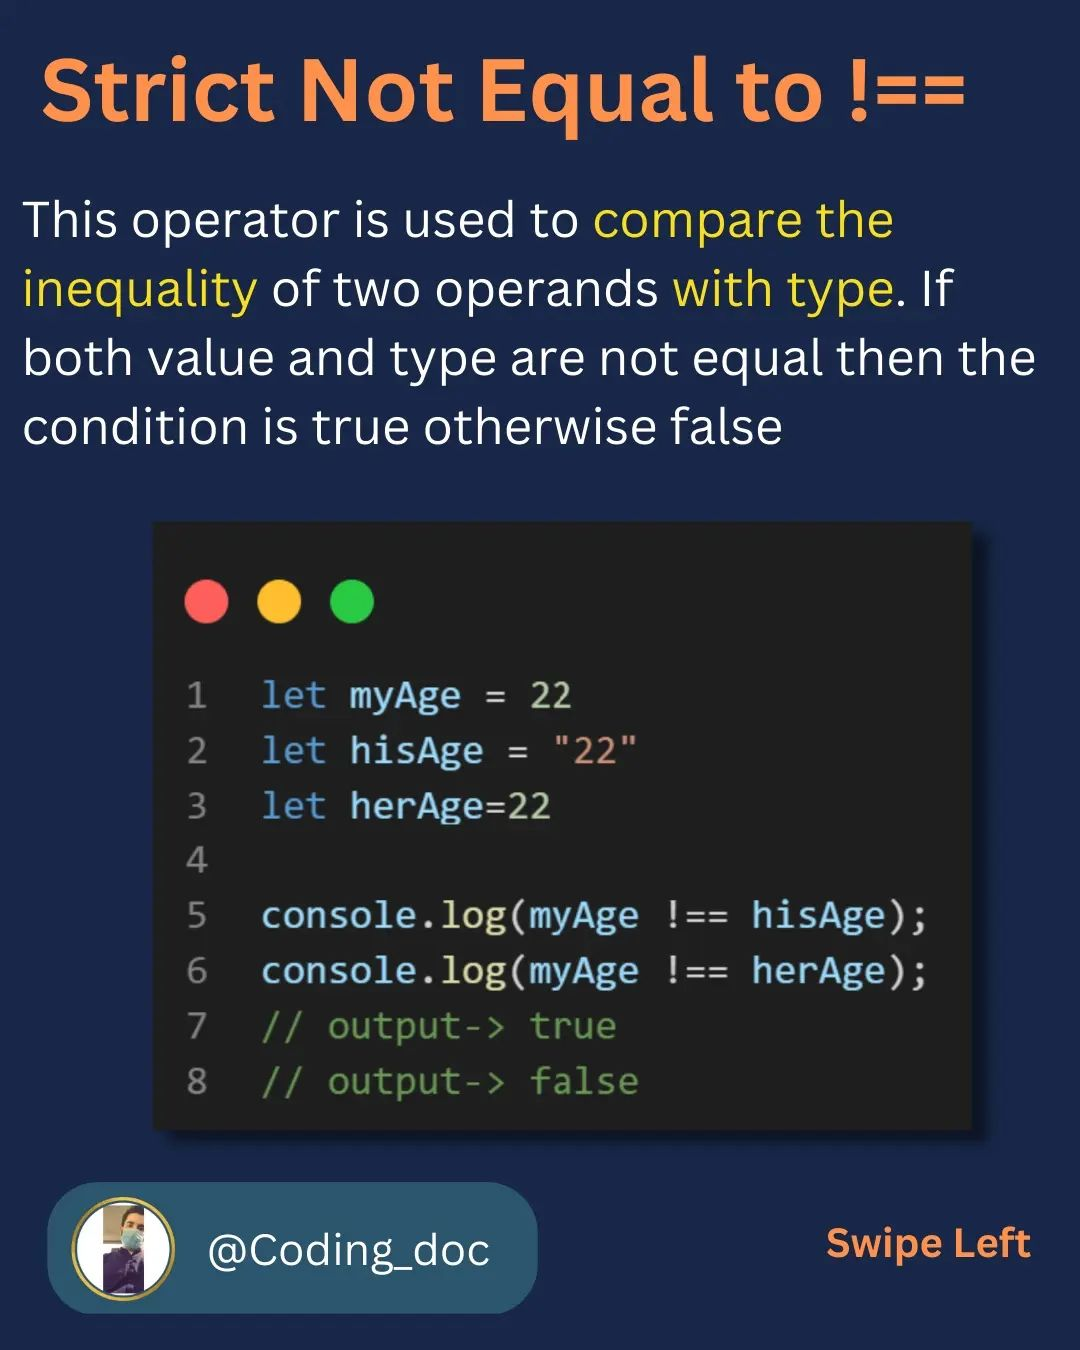 Strict Not Equal to !==
This operator is used to compare the
inequality of two operands with type. If
both value and type are not equal then the
condition is true otherwise false
1 let myAge = 22
2 let hisAge = "22"
3 let herAge=22
4
5 console.log(myAge !== hisAge);
6 console.log(myAge !== herAge);
7 // output-> true
8 // output-> false
@Coding_doc
Swipe Left